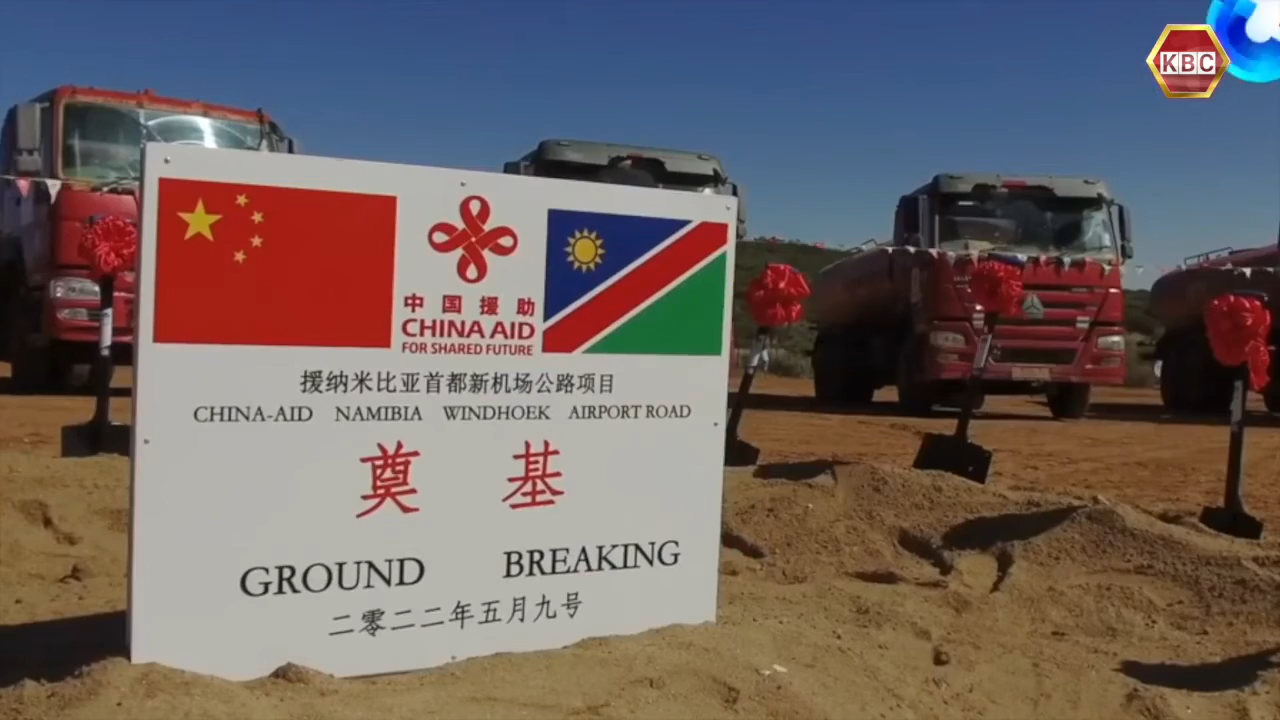 KBC
中国援助
CHINA AID
FOR SHARED FUTURE
援纳米比亚首都新机场公路项目
CHINA-AID NAMIBIA WINDHOEK AIRPORT ROAD
奠 基
GROUND BREAKING
二零二二年五月九号